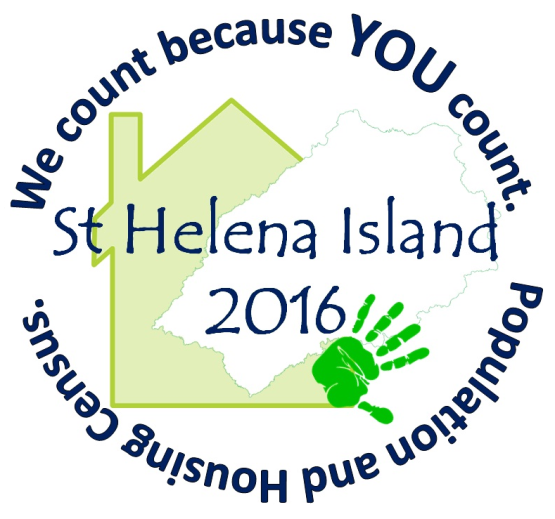 We count because YOU count.
St Helena Island
2016
Population and Housing Census.